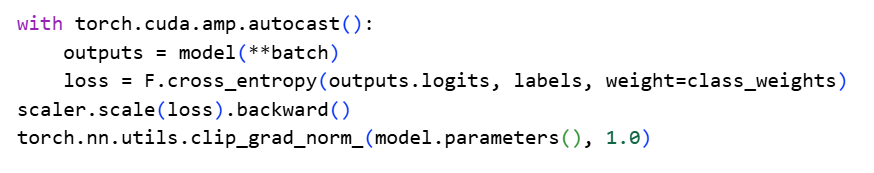 with torch.cuda.amp.autocast():
    outputs = model(**batch)
    loss = F.cross_entropy(outputs.logits, labels, weight=class_weights)
scaler.scale(loss).backward()
torch.nn.utils.clip_grad_norm_(model.parameters(), 1.0)